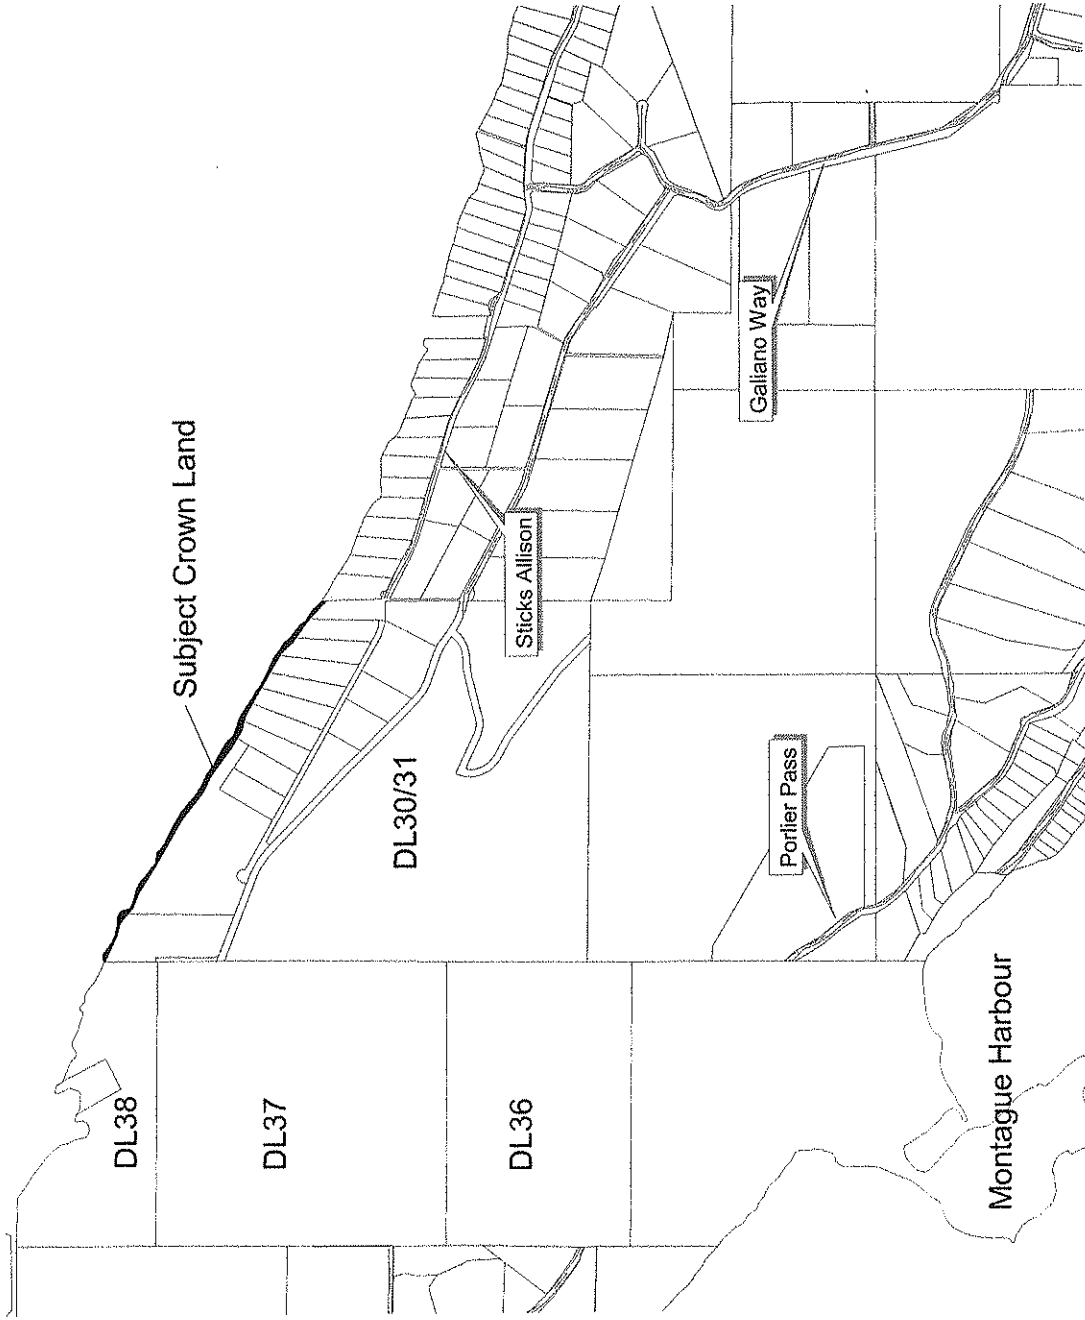 Subject Crown Land
Sticks Allison
Galiano Way
DL30/31
Porlier Pass
DL38
DL37
DL36
Montague Harbour